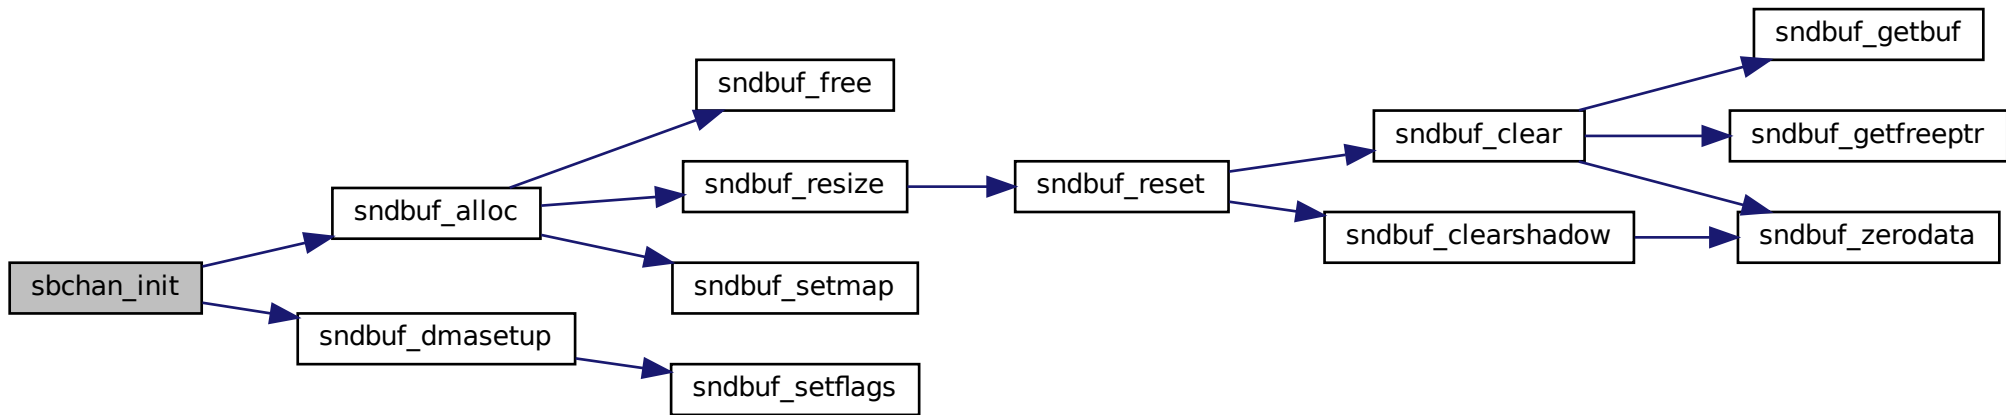 sbchan_init
sndbuf_alloc
sndbuf_dmasetup
sndbuf_free
sndbuf_resize
sndbuf_setmap
sndbuf_setflags
sndbuf_reset
sndbuf_clear
sndbuf_clearshadow
sndbuf_getbuf
sndbuf_getfreeptr
sndbuf_zerodata